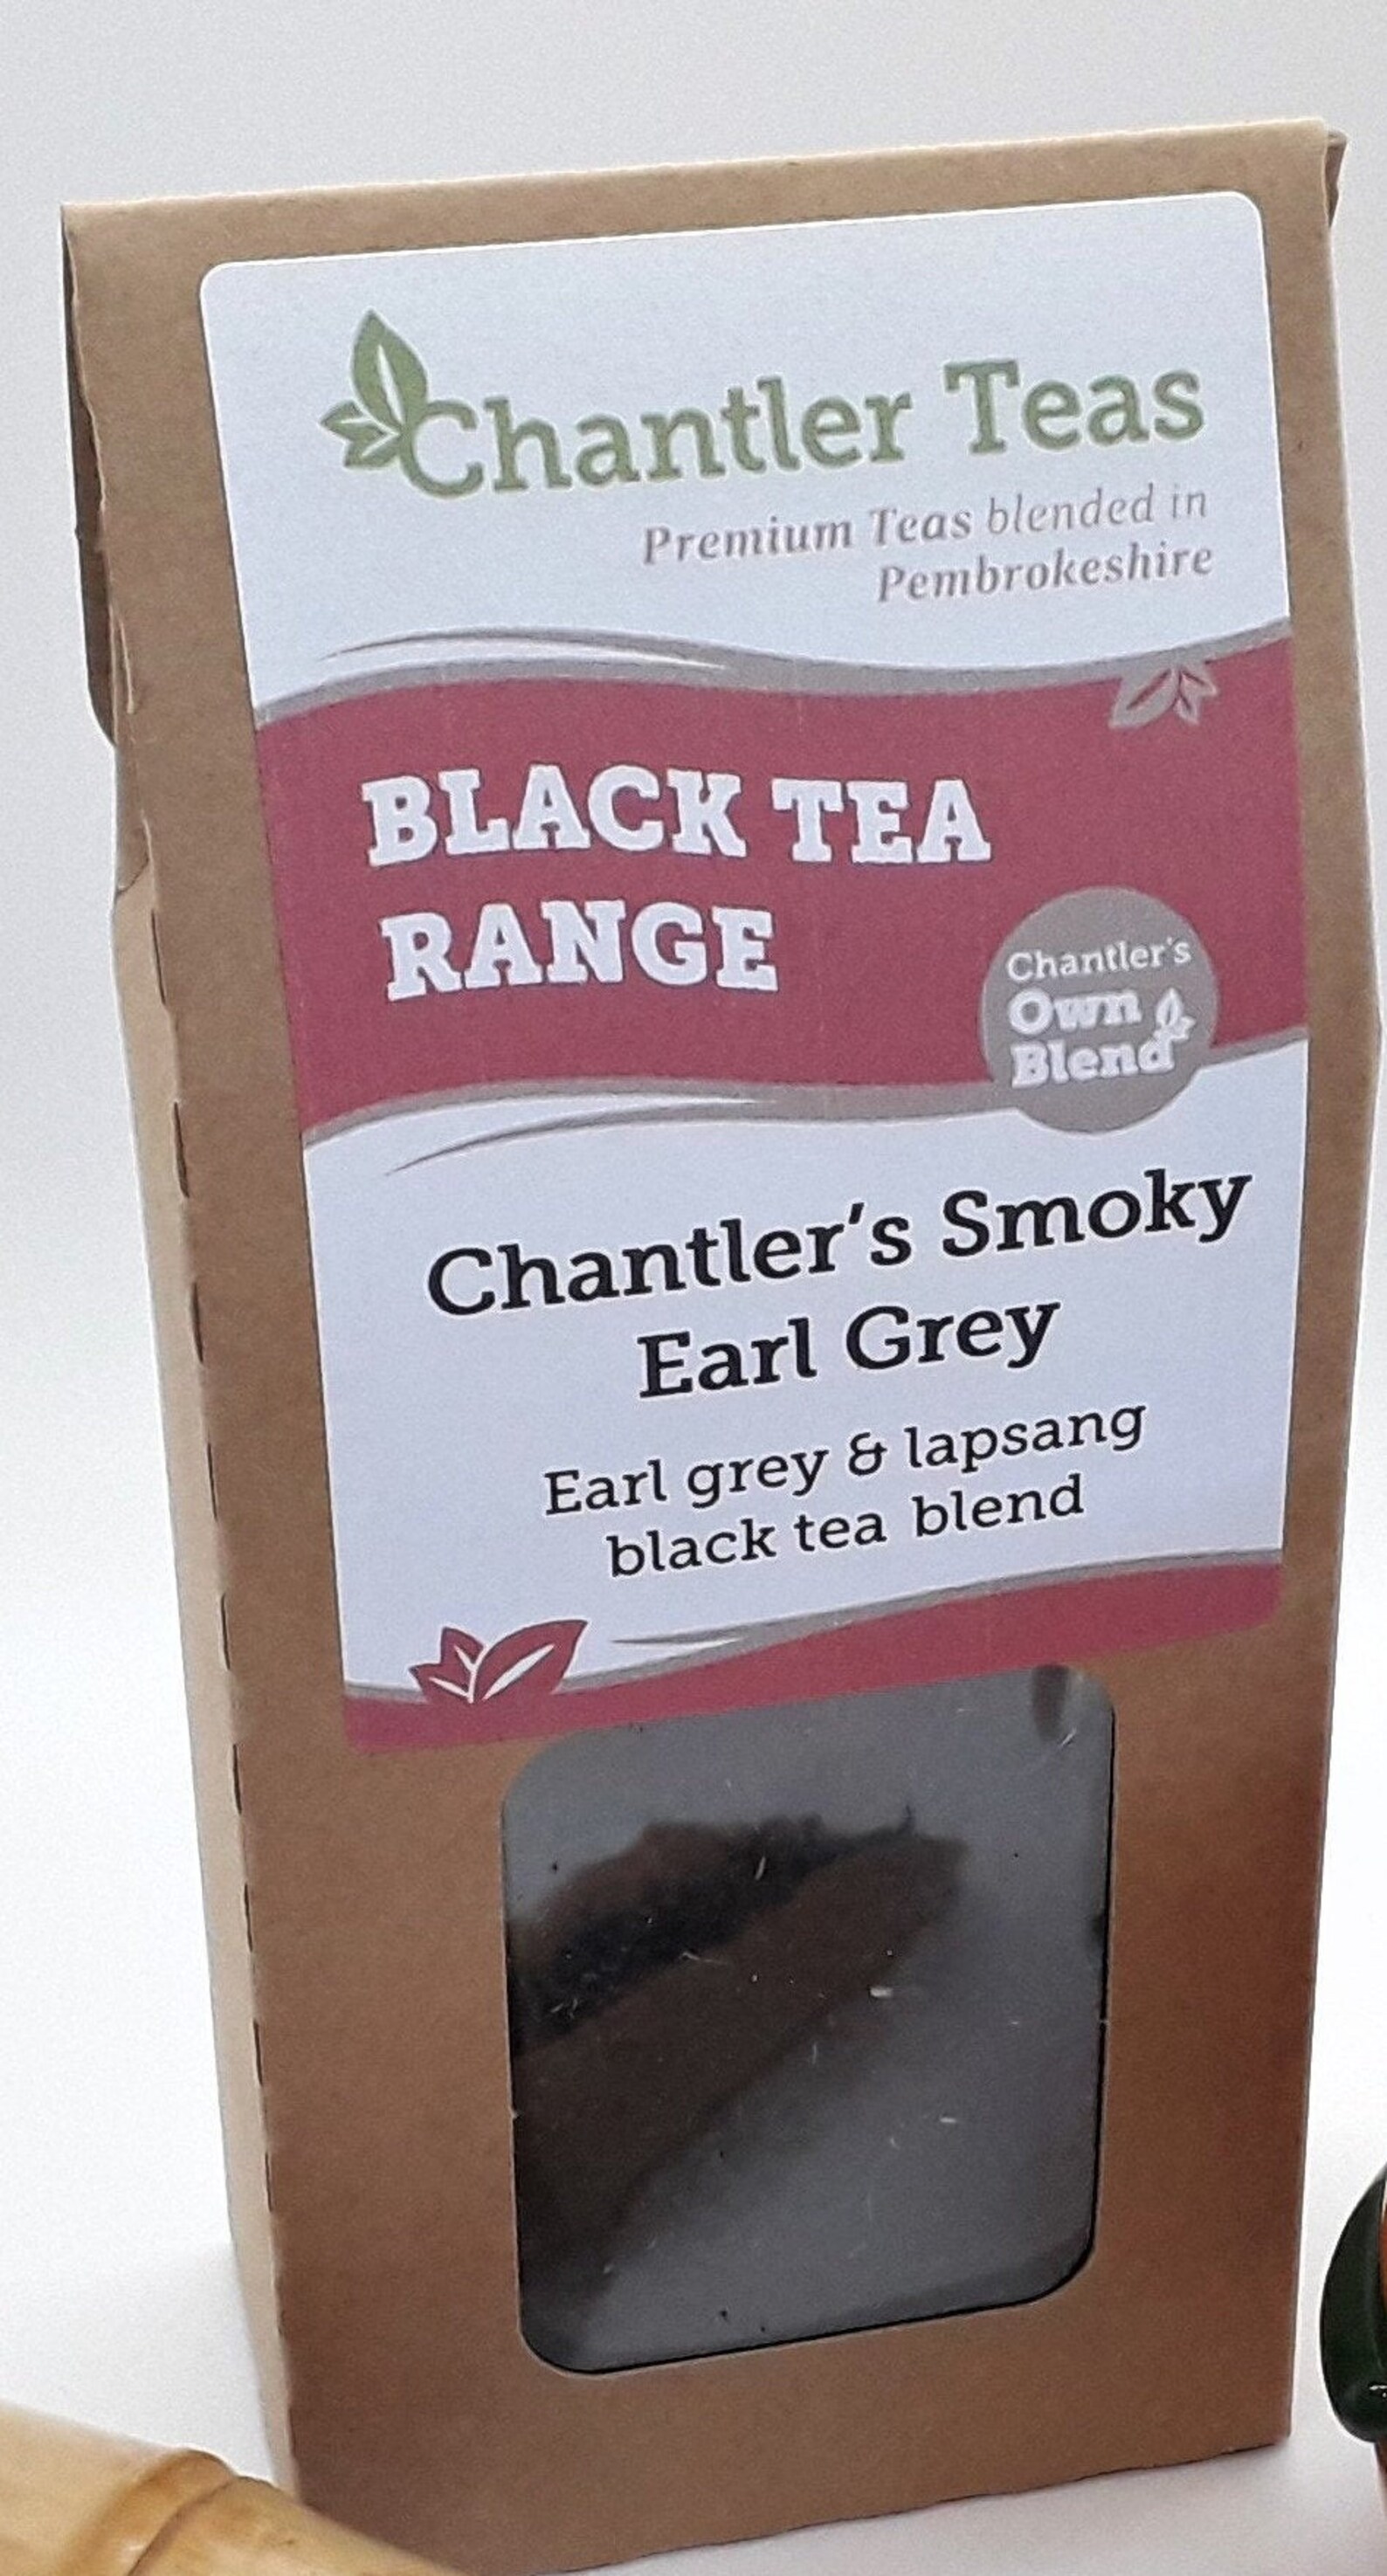 Chantler Teas
Premium Teas blended in
Pembrokeshire
BLACK TEA
RANGE
Chantler's
Own
Blend
Chantler's Smoky
Earl Grey
Earl grey & lapsang
black tea blend